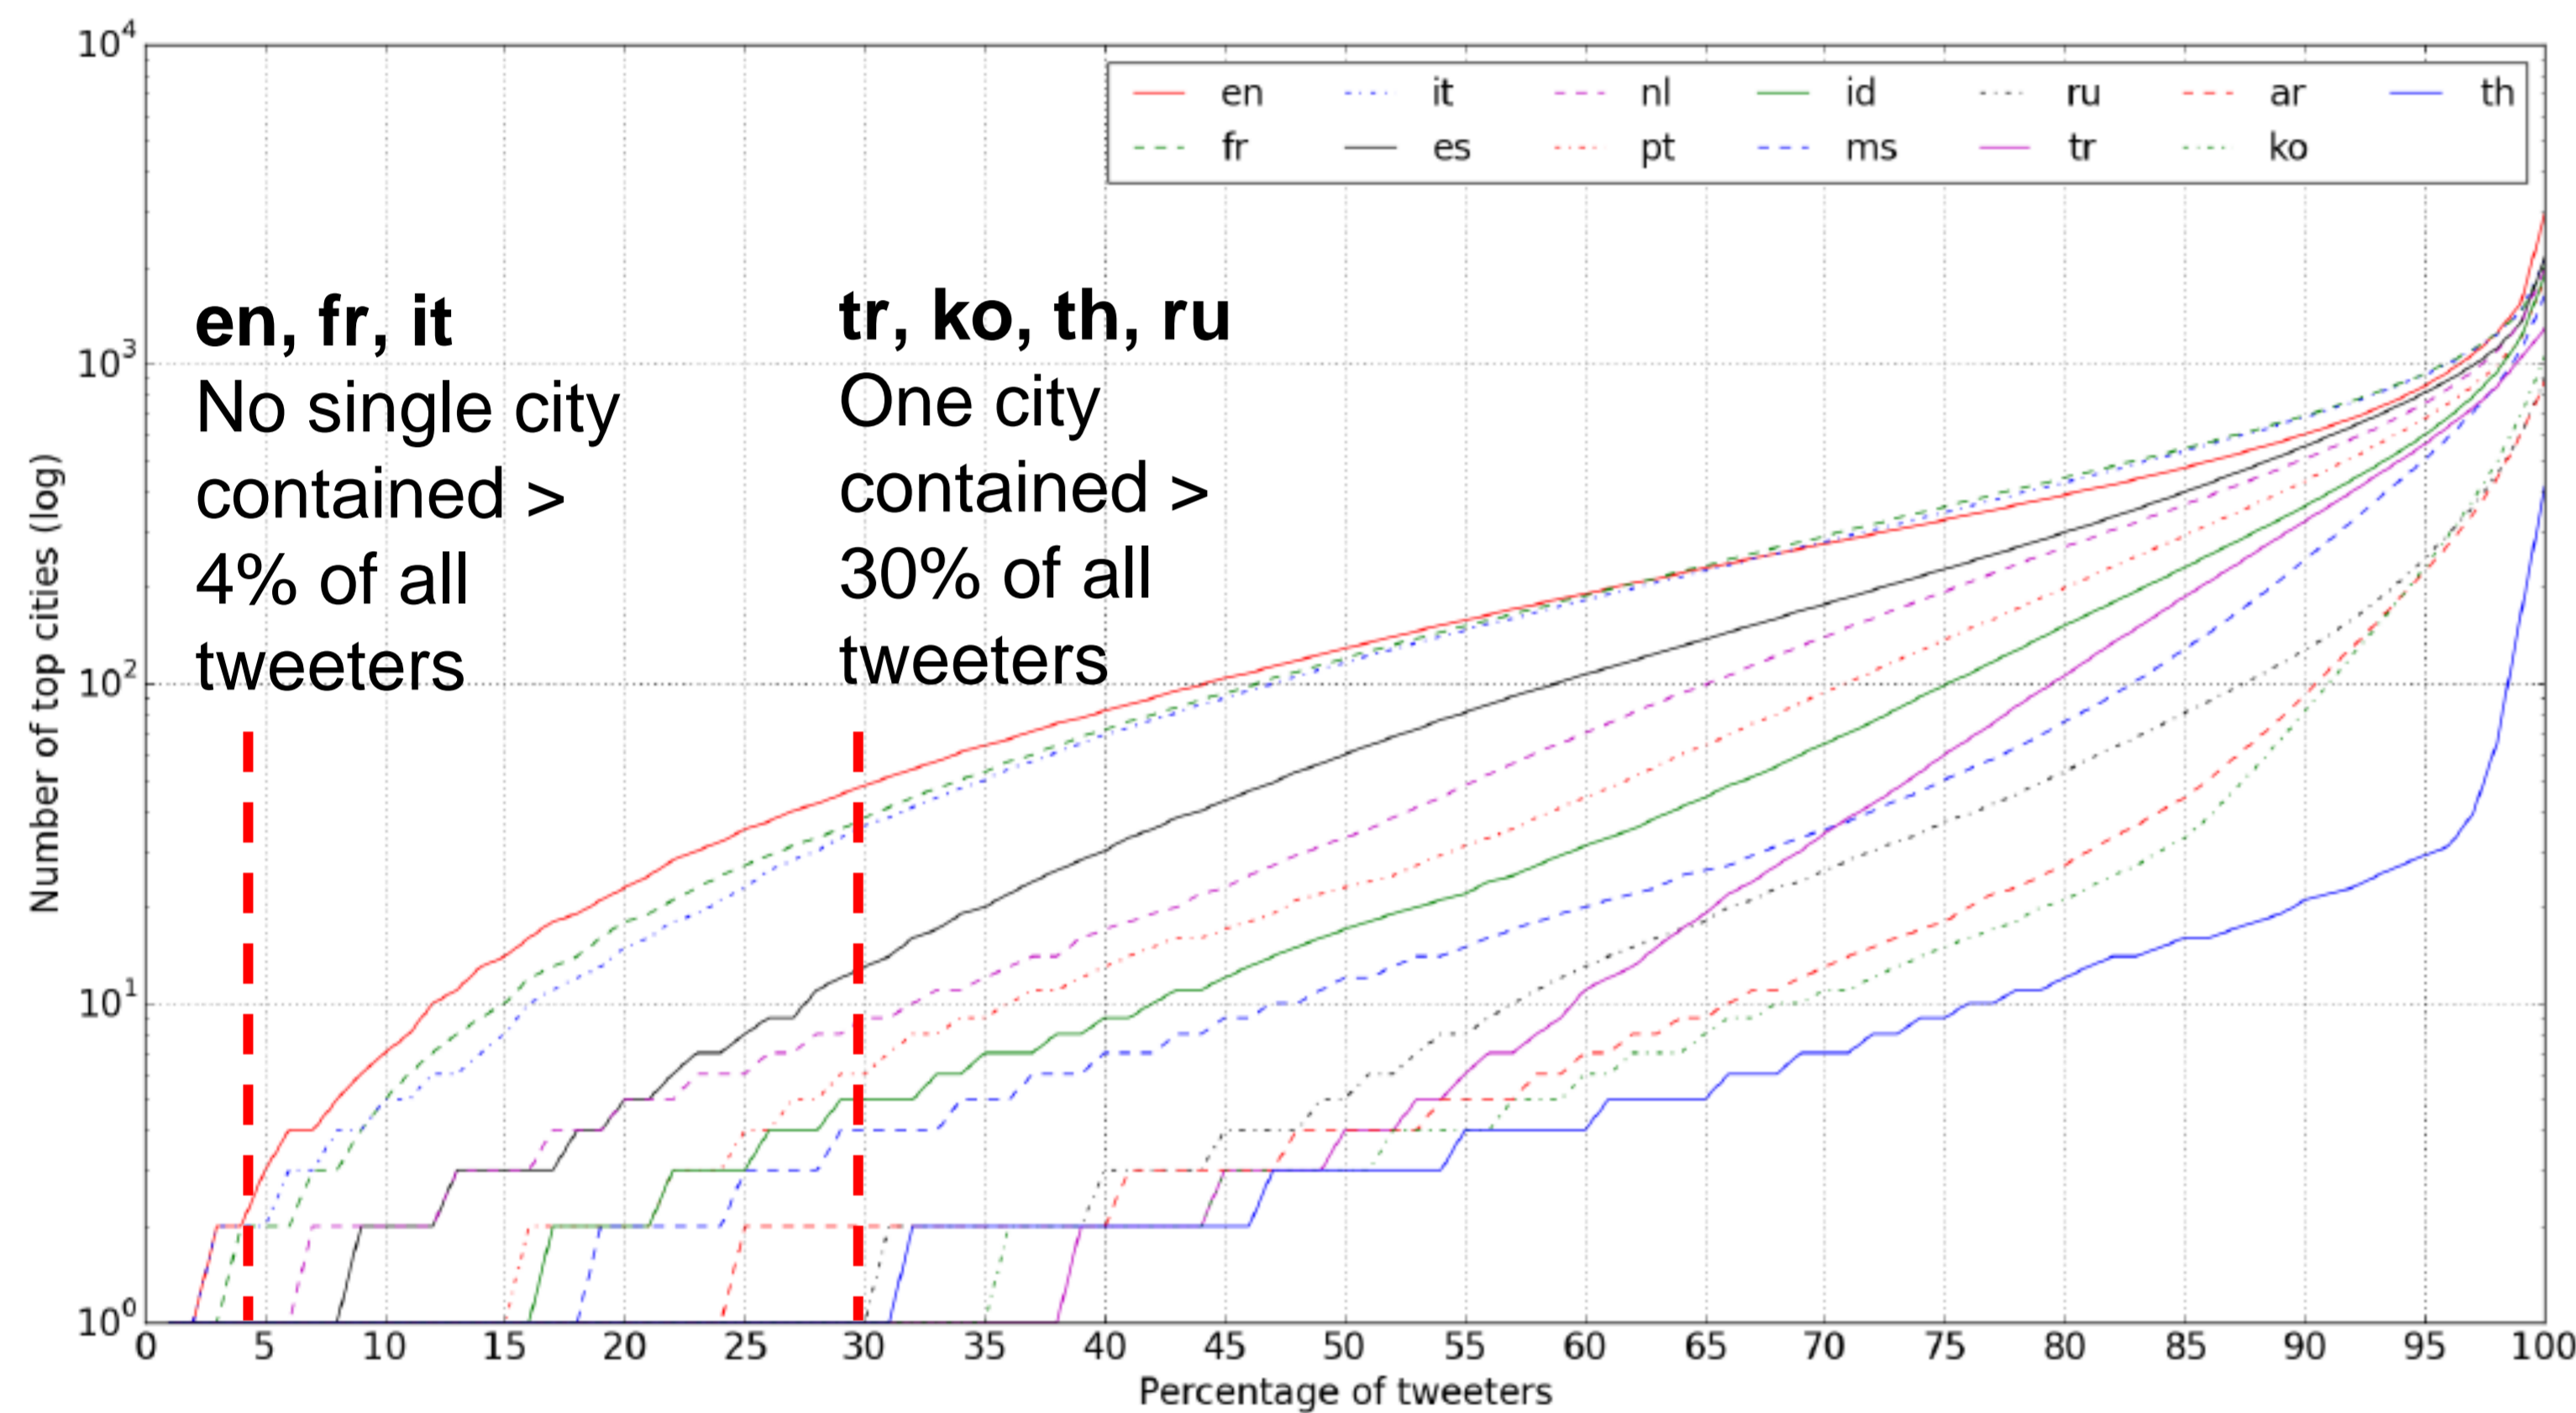 10^4
en it nl id ru ar th
fr es pt ms tr ko
en, fr, it
No single city
contained >
4% of all
tweeters
tr, ko, th, ru
One city
contained >
30% of all
tweeters
10^3
10^2
10^1
10^0
Number of top cities (log)
0 5 10 15 20 25 30 35 40 45 50 55 60 65 70 75 80 85 90 95 100
Percentage of tweeters